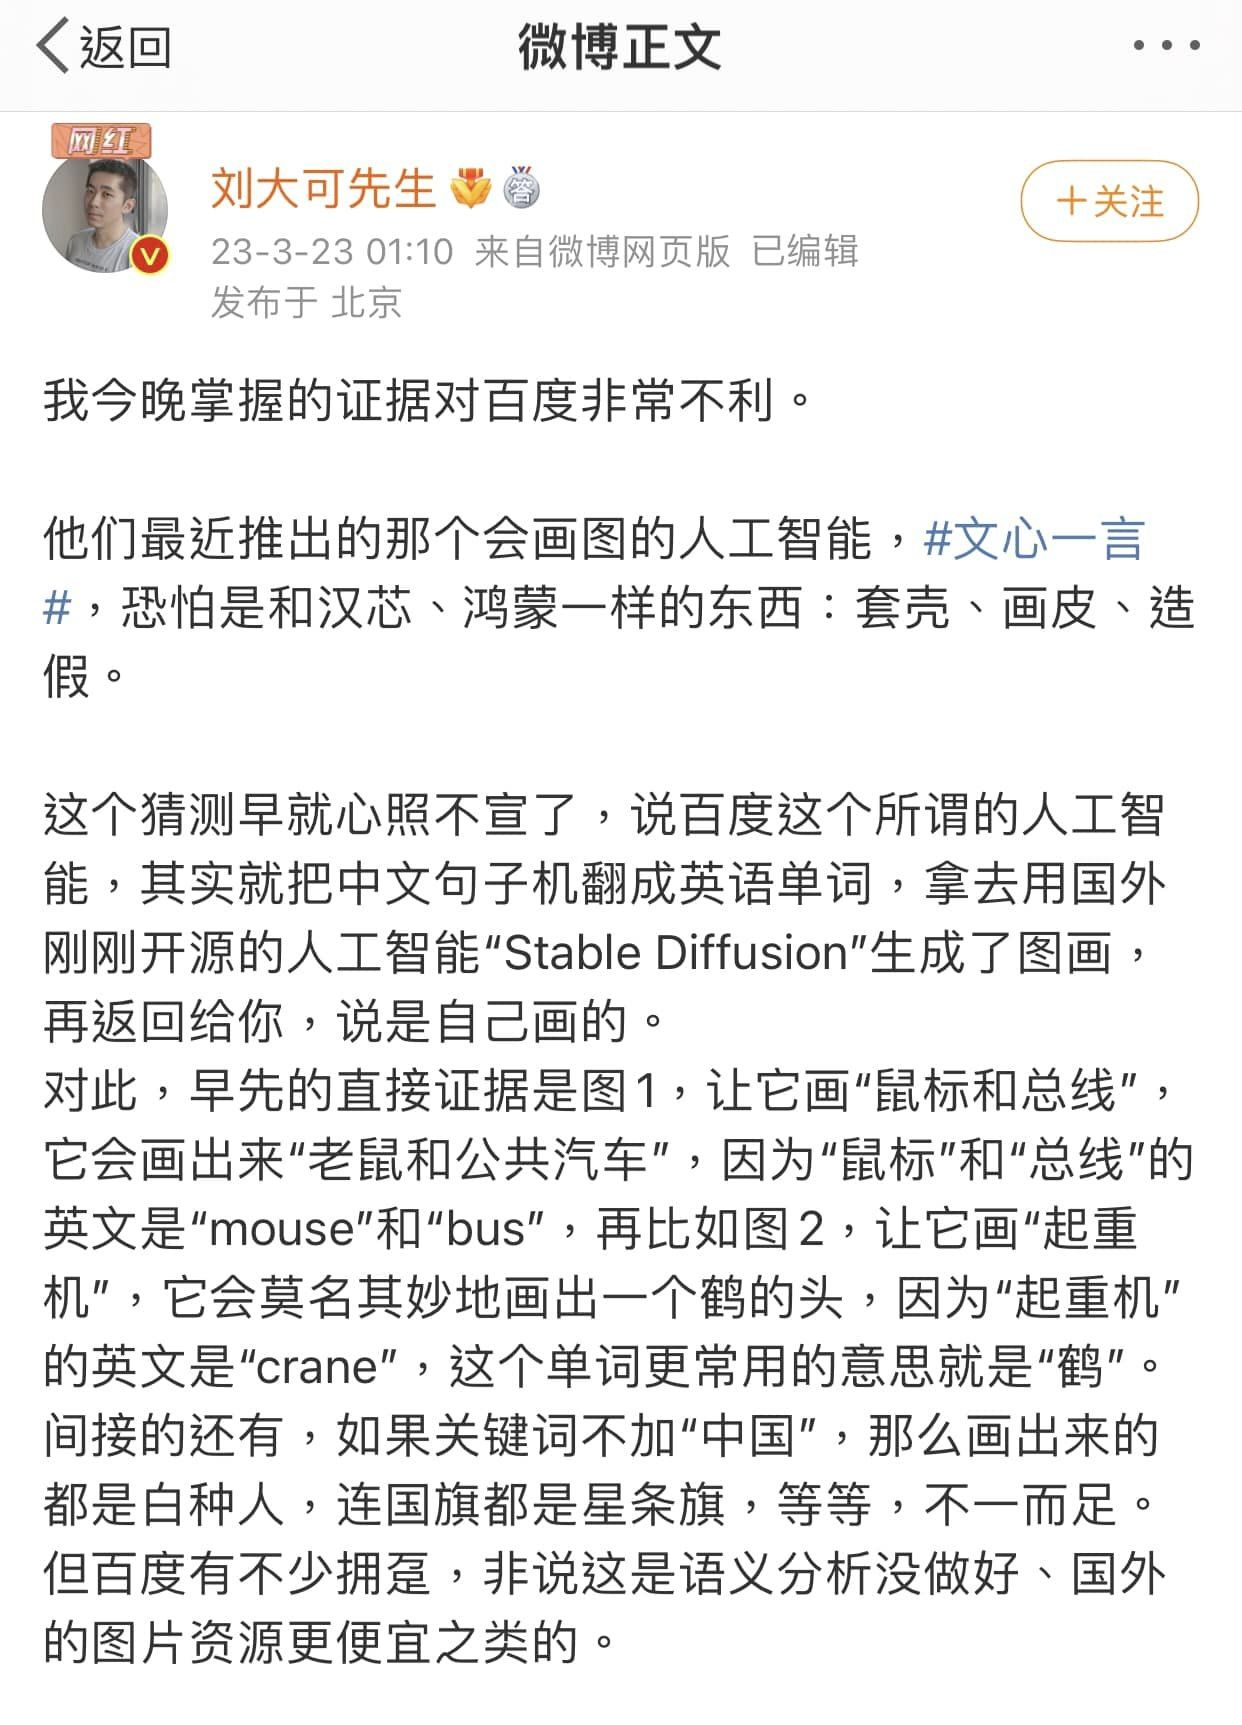 返回
微博正文
网红
刘大可先生
答
+关注
23-3-23 01:10 来自微博网页版 已编辑
发布于 北京
我今晚掌握的证据对百度非常不利。
他们最近推出的那个会画图的人工智能，#文心一言
#，恐怕是和汉芯、鸿蒙一样的东西：套壳、画皮、造
假。
这个猜测早就心照不宣了，说百度这个所谓的人工智
能，其实就把中文句子机翻成英语单词，拿去用国外
刚刚开源的人工智能“Stable Diffusion”生成了图画，
再返回给你，说是自己画的。
对此，早先的直接证据是图1，让它画“鼠标和总线”，
它会画出来“老鼠和公共汽车”，因为“鼠标”和“总线”的
英文是“mouse”和“bus”，再比如图2，让它画“起重
机”，它会莫名其妙地画出一个鹤的头，因为“起重机”
的英文是“crane”，这个单词更常用的意思就是“鹤”。
间接的还有，如果关键词不加“中国”，那么画出来的
都是白种人，连国旗都是星条旗，等等，不一而足。
但百度有不少拥趸，非说这是语义分析没做好、国外
的图片资源更便宜之类的。